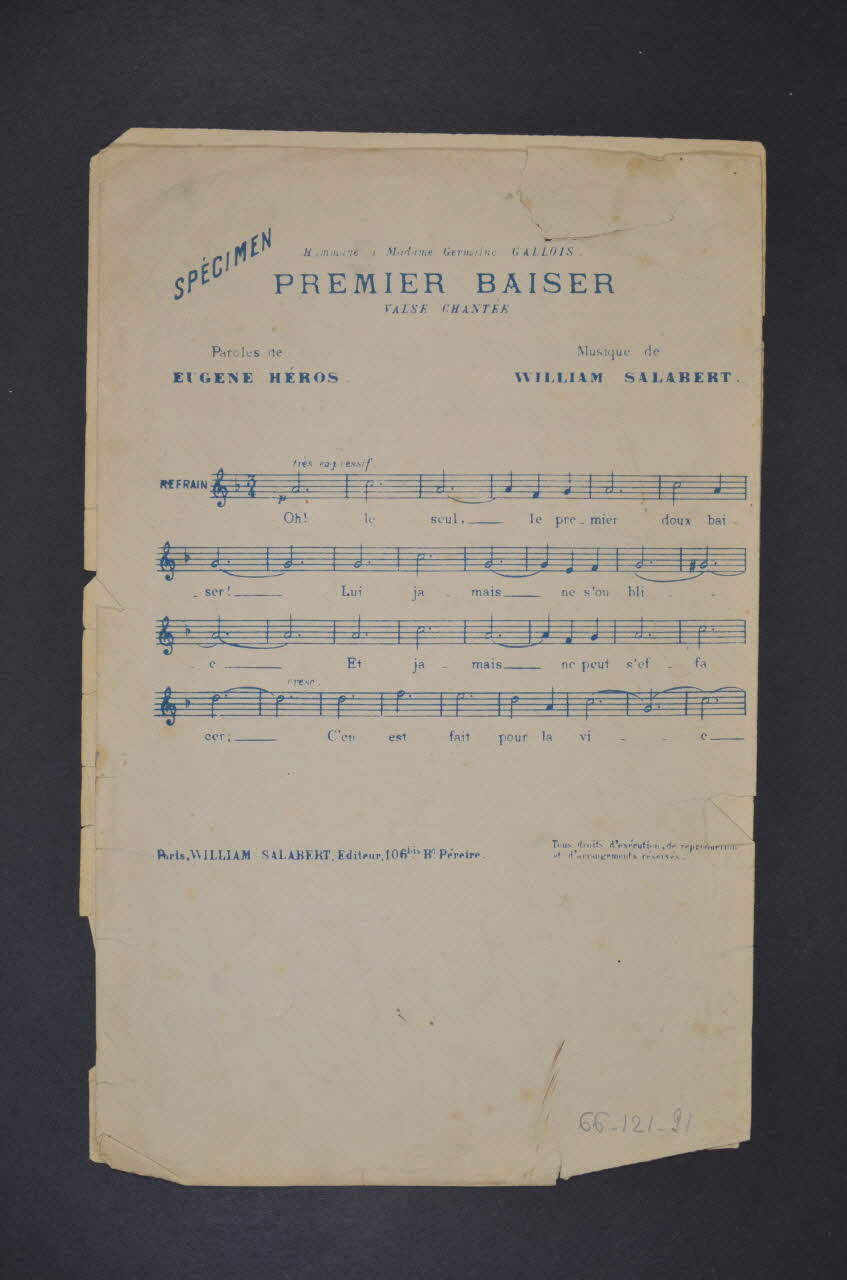 SPÉCIMEN
Hommage à Madame Germaine GALLOIS.
PREMIER BAISER
VALSE CHANTÉE
Paroles de
EUGENE HÉROS.
Musique de
WILLIAM SALABERT.
très expressif.
REFRAIN
p
Oh! le seul, le pre-mier doux bai-
-ser! Lui ja-mais ne s'ou bli-
-e Et ja-mais ne peut s'ef-fa
cresc.
cer; C'en est fait pour la vi-e
Paris, WILLIAM SALABERT, Editeur, 106bis Bd Péreire.
Tous droits d'exécution, de reproduction
et d'arrangements réservés.
66-121-91